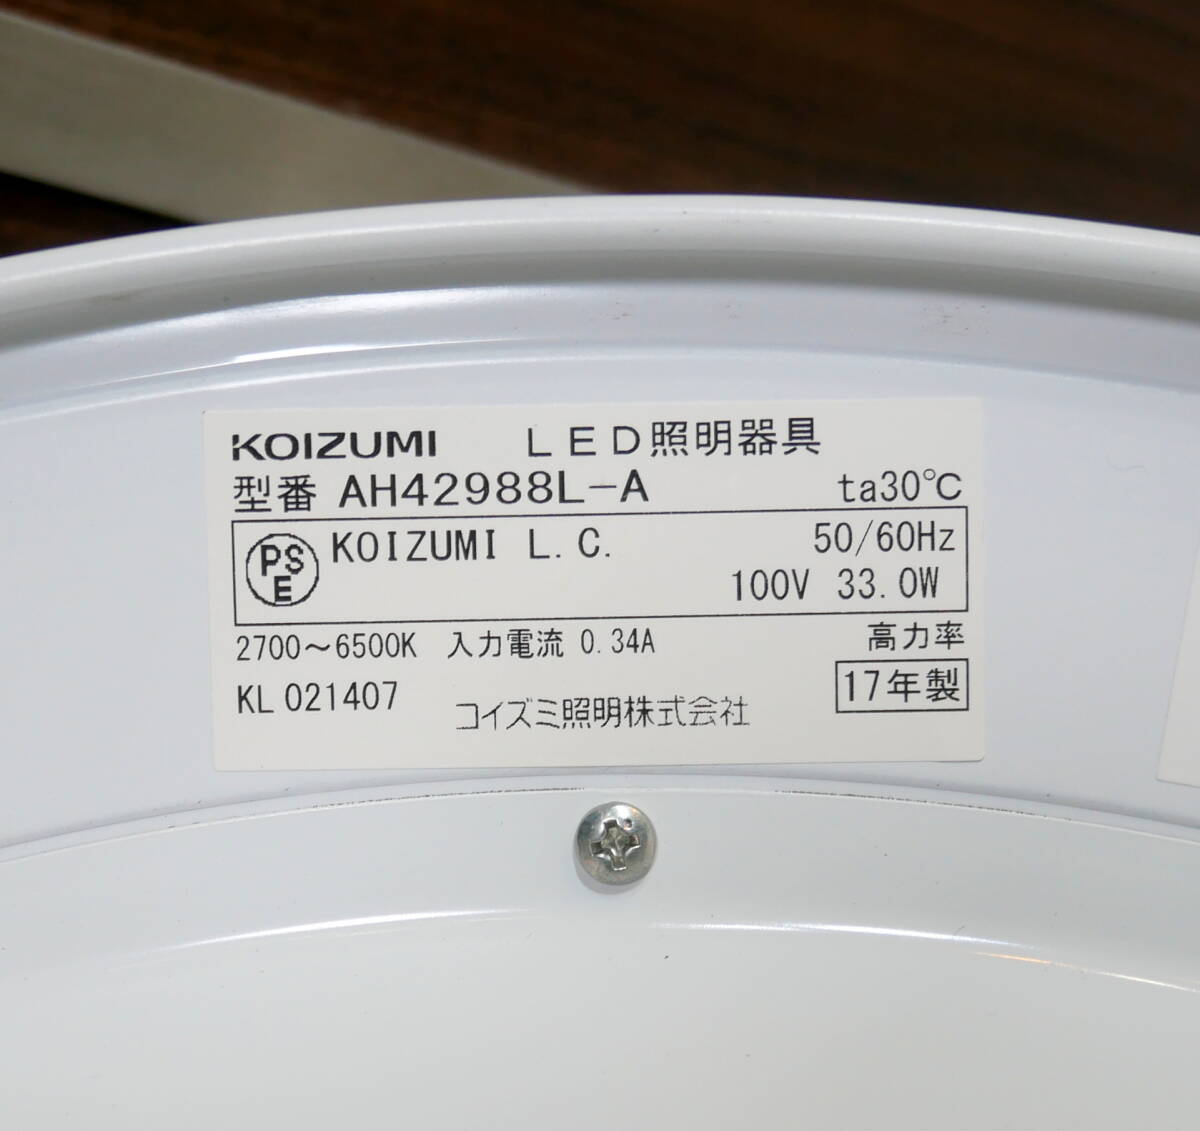 KOIZUMI LED照明器具
型番 AH42988L-A ta30℃
PSE KOIZUMI L.C. 50/60Hz
100V 33.0W
2700～6500K 入力電流 0.34A 高力率
KL 021407 コイズミ照明株式会社 17年製